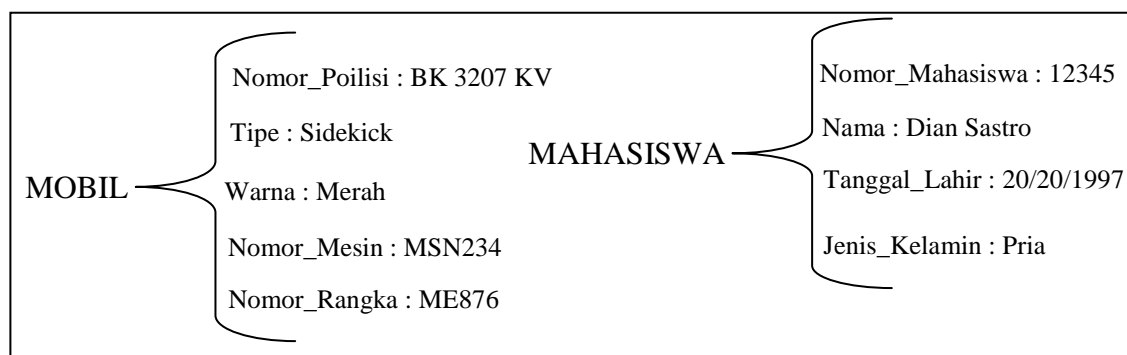 MOBIL
Nomor_Poilisi : BK 3207 KV
Tipe : Sidekick
Warna : Merah
Nomor_Mesin : MSN234
Nomor_Rangka : ME876
MAHASISWA
Nomor_Mahasiswa : 12345
Nama : Dian Sastro
Tanggal_Lahir : 20/20/1997
Jenis_Kelamin : Pria